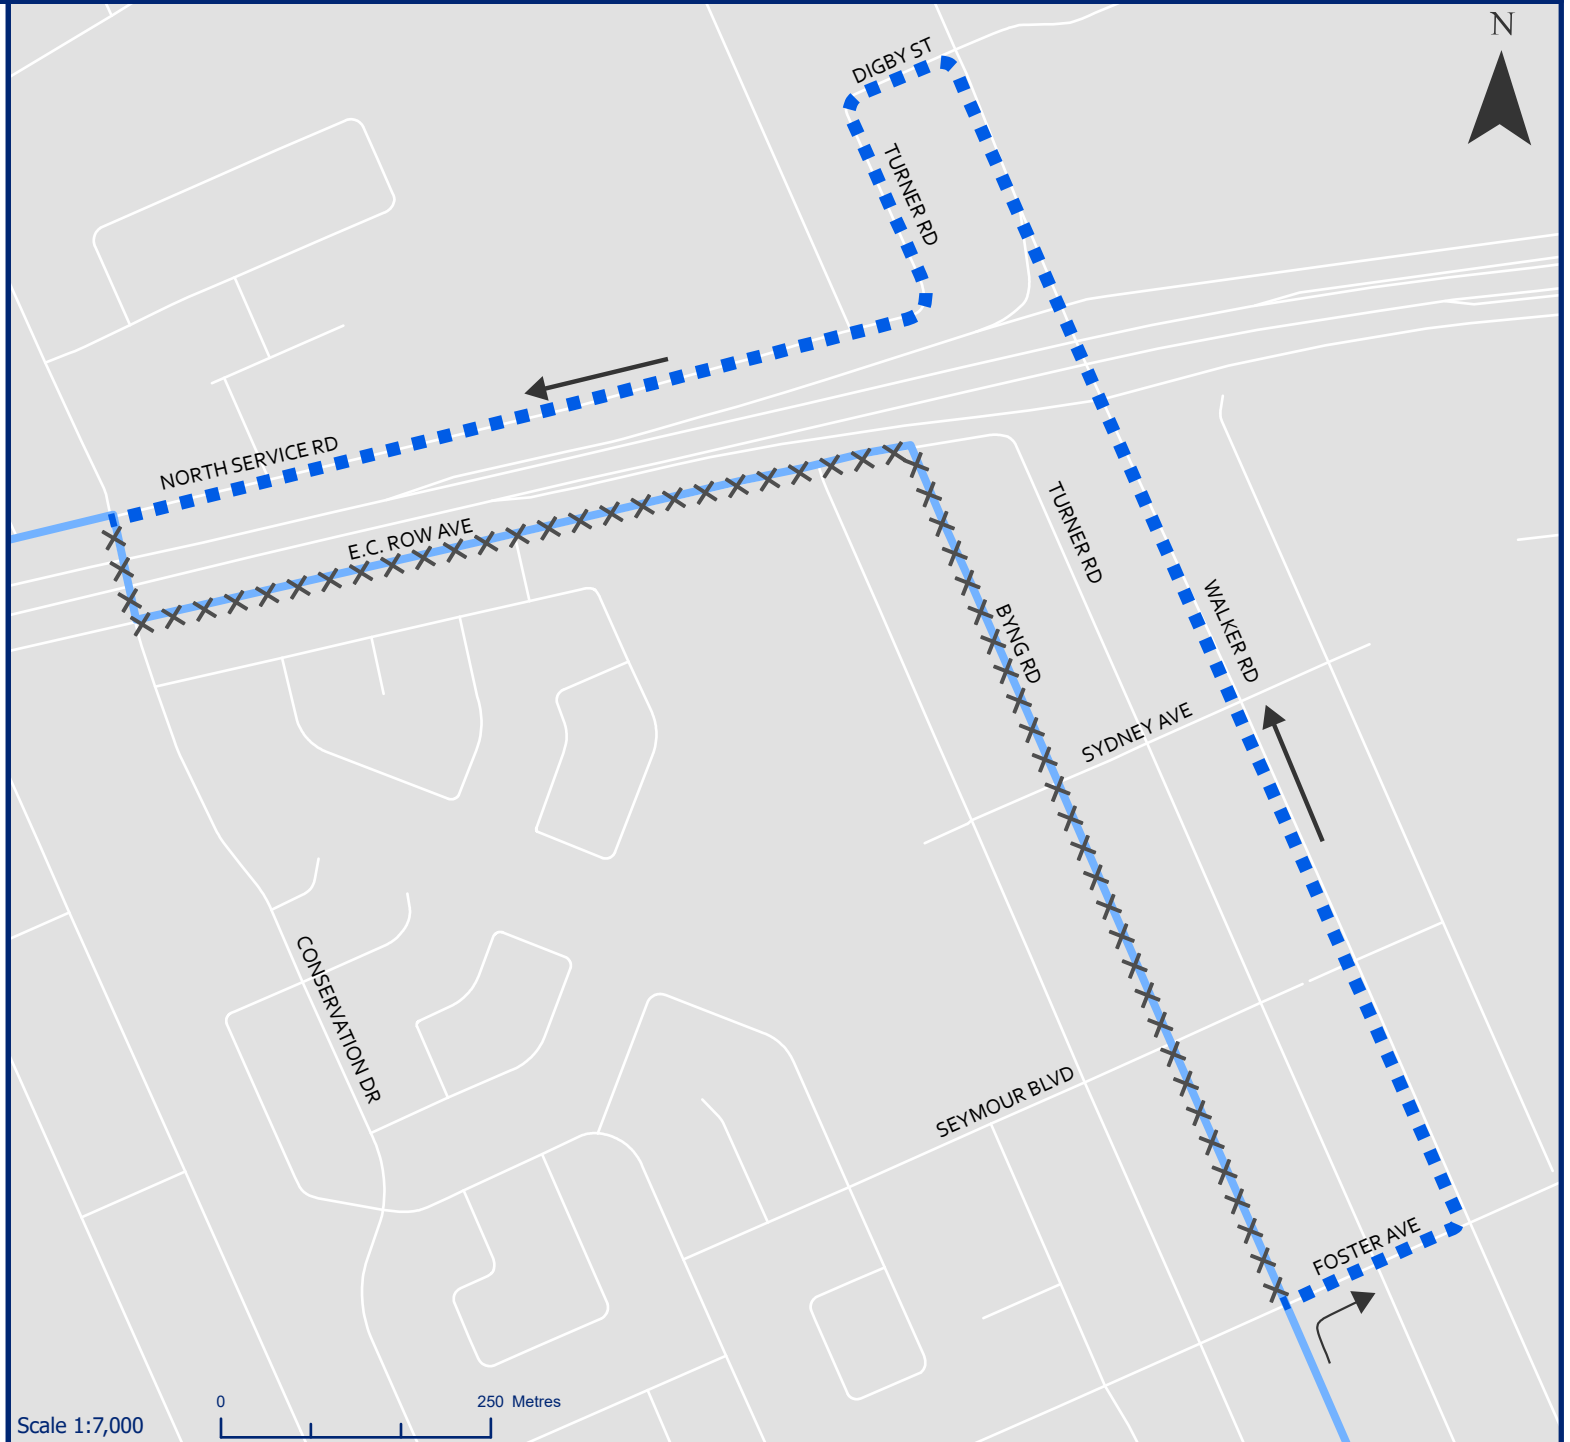 N
DIGBY ST
TURNER RD
NORTH SERVICE RD
E.C. ROW AVE
TURNER RD
WALKER RD
BYNG RD
SYDNEY AVE
CONSERVATION DR
SEYMOUR BLVD
FOSTER AVE
0 250 Metres
Scale 1:7,000